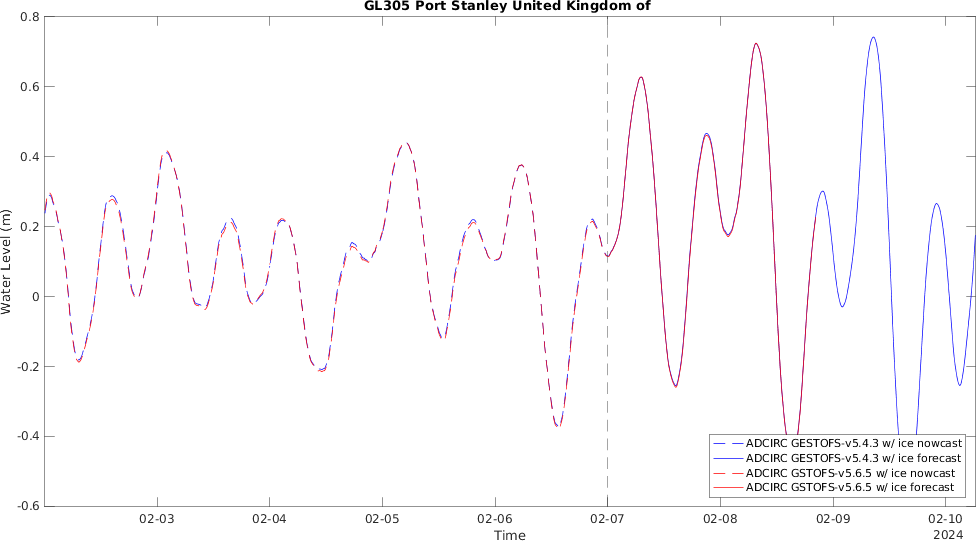 GL305 Port Stanley United Kingdom of
0.8
0.6
0.4
0.2
0
-0.2
-0.4
-0.6
Water Level (m)
02-03
02-04
02-05
02-06
02-07
02-08
02-09
02-10
Time
2024
ADCIRC GESTOFS-v5.4.3 w/ ice nowcast
ADCIRC GESTOFS-v5.4.3 w/ ice forecast
ADCIRC GSTOFS-v5.6.5 w/ ice nowcast
ADCIRC GSTOFS-v5.6.5 w/ ice forecast